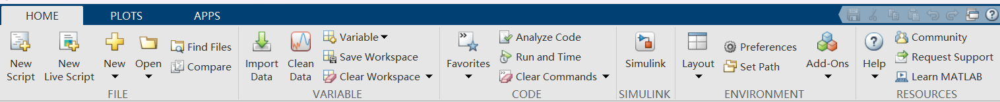 HOME PLOTS APPS
New Script
New Live Script
New
Open
Find Files
Compare
FILE
Import Data
Clean Data
Variable
Save Workspace
Clear Workspace
VARIABLE
Favorites
Analyze Code
Run and Time
Clear Commands
CODE
Simulink
SIMULINK
Layout
Preferences
Set Path
Add-Ons
ENVIRONMENT
Help
Community
Request Support
Learn MATLAB
RESOURCES